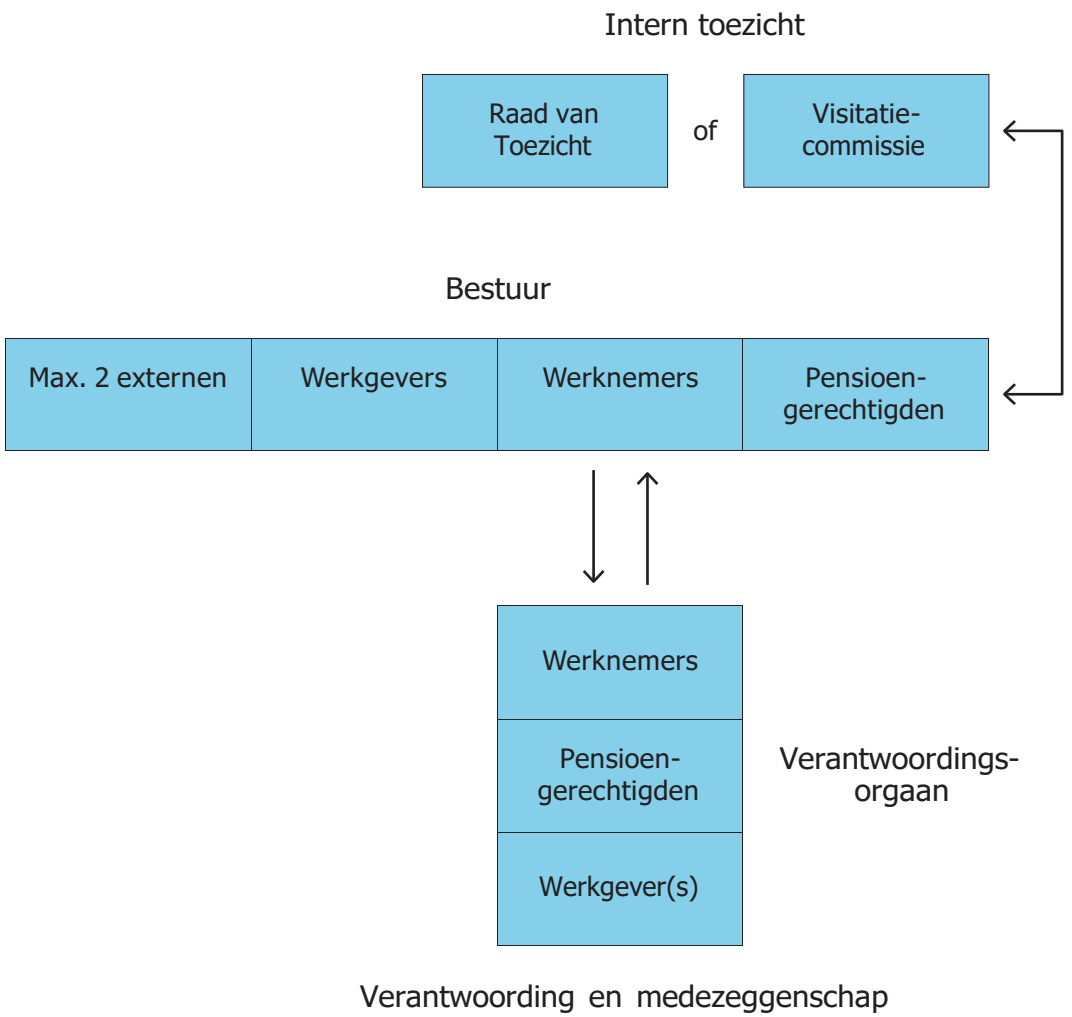 Intern toezicht
Raad van
Toezicht
of
Visitatie-
commissie
Bestuur
Max. 2 externen
Werkgevers
Werknemers
Pensioen-
gerechtigden
Werknemers
Pensioen-
gerechtigden
Werkgever(s)
Verantwoordings-
orgaan
Verantwoording en medezeggenschap